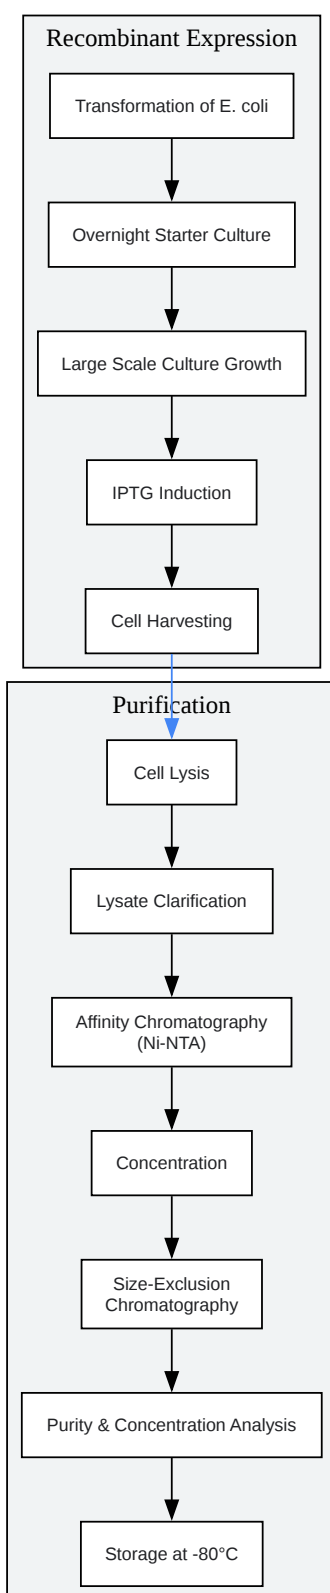 Recombinant Expression
Transformation of E. coli
Overnight Starter Culture
Large Scale Culture Growth
IPTG Induction
Cell Harvesting
Purification
Cell Lysis
Lysate Clarification
Affinity Chromatography
(Ni-NTA)
Concentration
Size-Exclusion
Chromatography
Purity & Concentration Analysis
Storage at -80°C